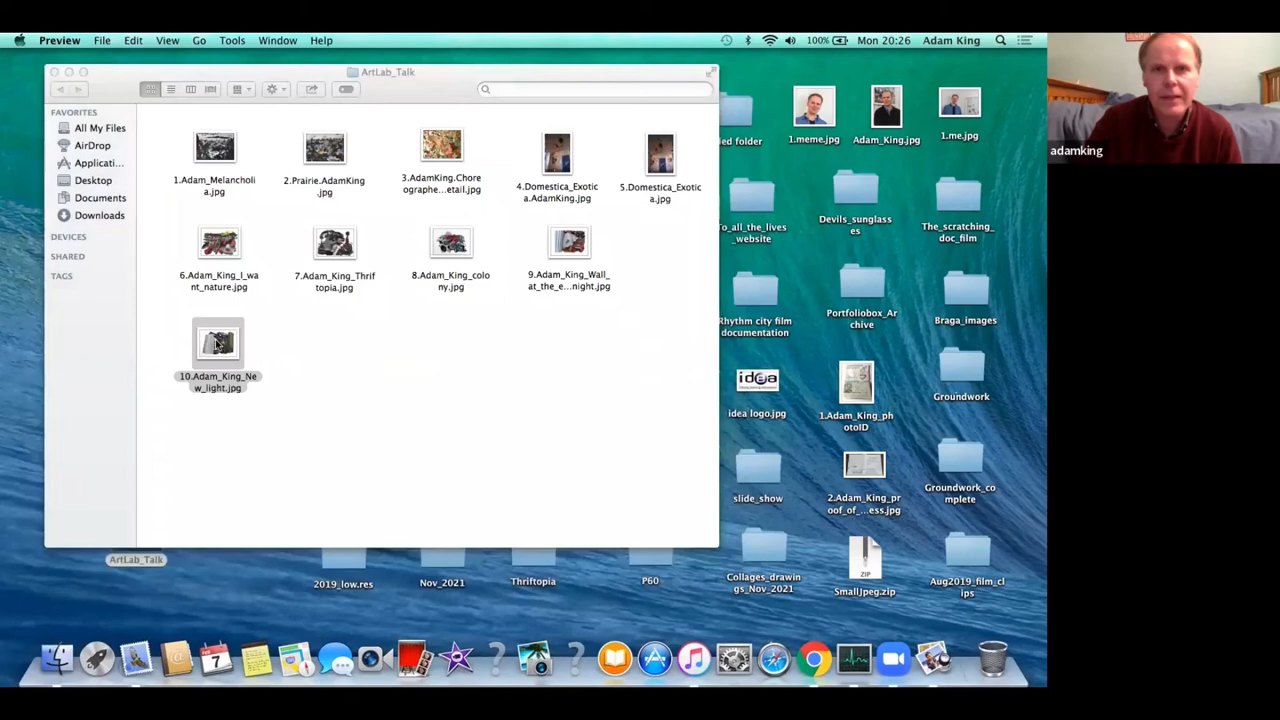 Preview File Edit View Go Tools Window Help 100% Mon 20:26 Adam King
ArtLab_Talk
FAVORITES
All My Files
AirDrop
Applicati...
Desktop
Documents
Downloads
DEVICES
SHARED
TAGS
1.Adam_Melancholi
a.jpg
2.Prairie.AdamKing
.jpg
3.AdamKing.Chore
ographe...etail.jpg
4.Domestica_Exotic
a.AdamKing.jpg
5.Domestica_Exotic
a.jpg
6.Adam_King_I_wa
nt_nature.jpg
7.Adam_King_Thrif
topia.jpg
8.Adam_King_colo
ny.jpg
9.Adam_King_Wall_
at_the_e...night.jpg
10.Adam_King_Ne
w_light.jpg
led folder
1.meme.jpg
Adam_King.jpg
1.me.jpg
To_all_the_lives
_website
Devils_sunglass
es
The_scratching_
doc_film
Rhythm city film
documentation
Portfoliobox_Ar
chive
Braga_images
idea
idea logo.jpg
1.Adam_King_ph
otoID
Groundwork
slide_show
2.Adam_King_pr
oof_of_...ess.jpg
Groundwork_co
mplete
ArtLab_Talk
2019_low.res
Nov_2021
Thriftopia
P60
Collages_drawin
gs_Nov_2021
ZIP
SmallJpeg.zip
Aug2019_film_cl
ips
FEB
7
adamking